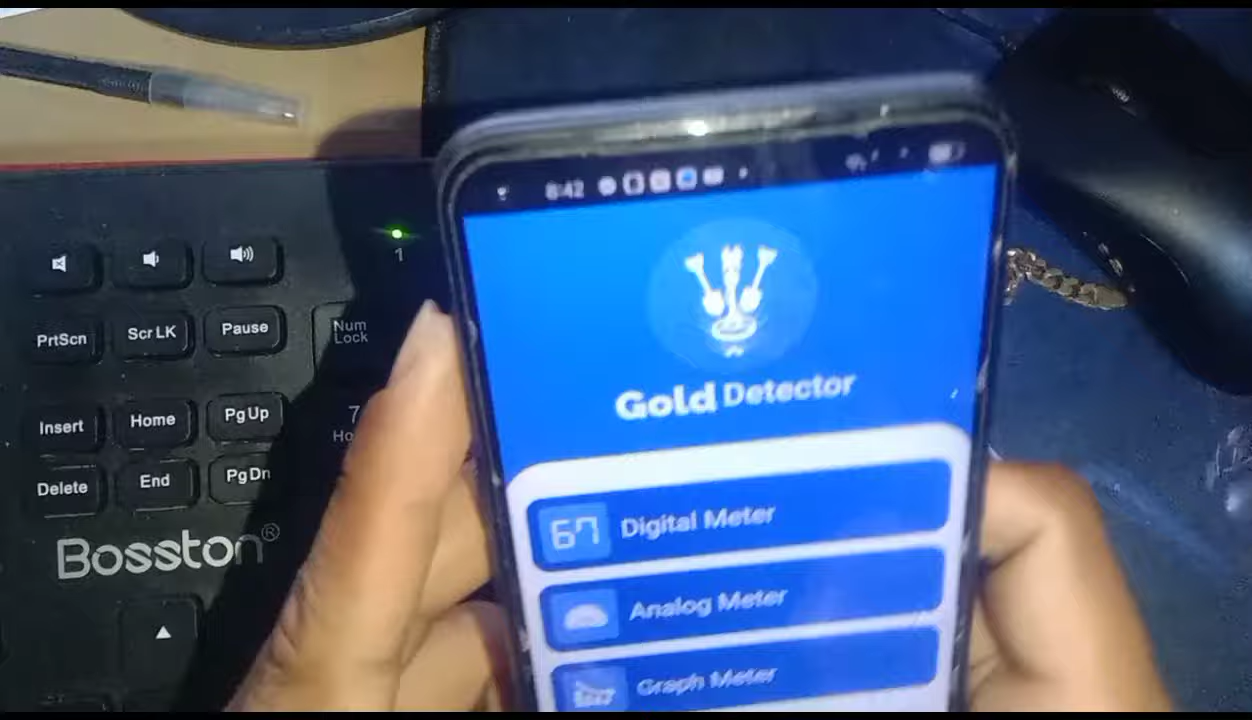 8:42
1
PrtScn
Scr LK
Pause
Num
Lock
Insert
Home
PgUp
7
Delete
End
PgDn
Bosston®
Gold Detector
67
Digital Meter
Analog Meter
Graph Meter